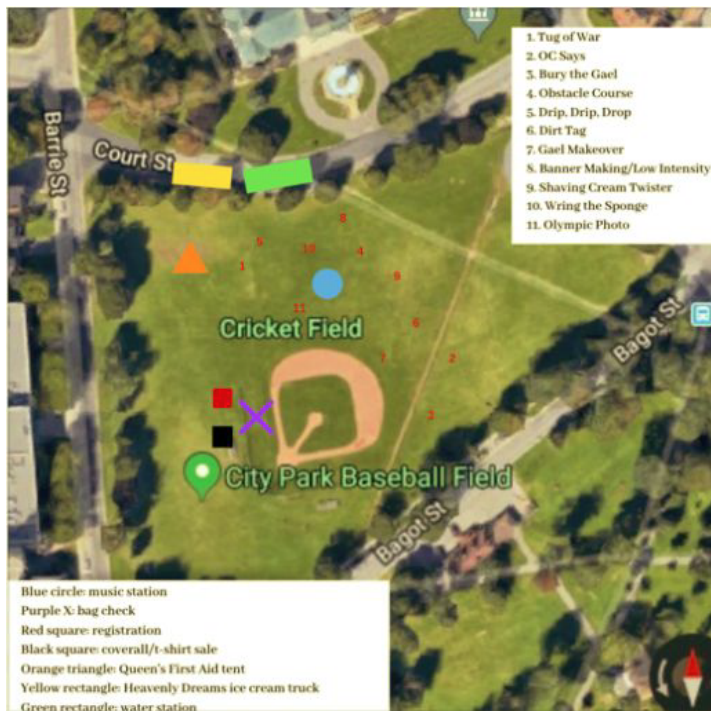 1. Tug of War
2. OC Says
3. Bury the Gael
4. Obstacle Course
5. Drip, Drip, Drop
6. Dirt Tag
7. Gael Makeover
8. Banner Making/Low Intensity
9. Shaving Cream Twister
10. Wring the Sponge
11. Olympic Photo
Barrie St
Court St
8
5
10
4
1
9
11
6
Cricket Field
Bagot St
7
2
3
City Park Baseball Field
Bagot St
Blue circle: music station
Purple X: bag check
Red square: registration
Black square: coverall/t-shirt sale
Orange triangle: Queen's First Aid tent
Yellow rectangle: Heavenly Dreams ice cream truck
Green rectangle: water station